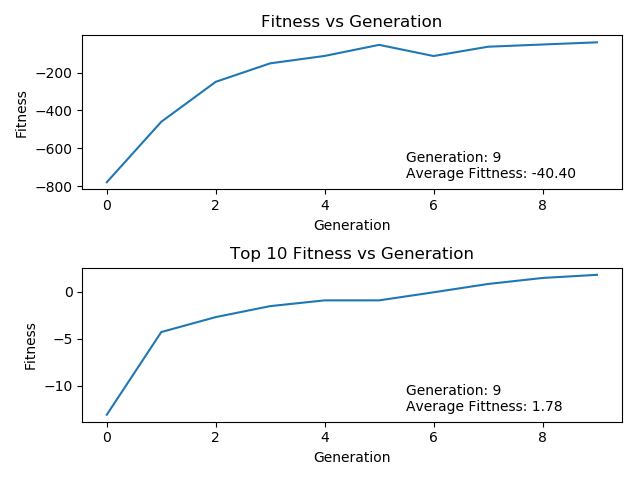 Fitness vs Generation
−200
−400
−600
−800
Fitness
Generation: 9
Average Fittness: -40.40
0 2 4 6 8
Generation
Top 10 Fitness vs Generation
0
−5
−10
Fitness
Generation: 9
Average Fittness: 1.78
0 2 4 6 8
Generation